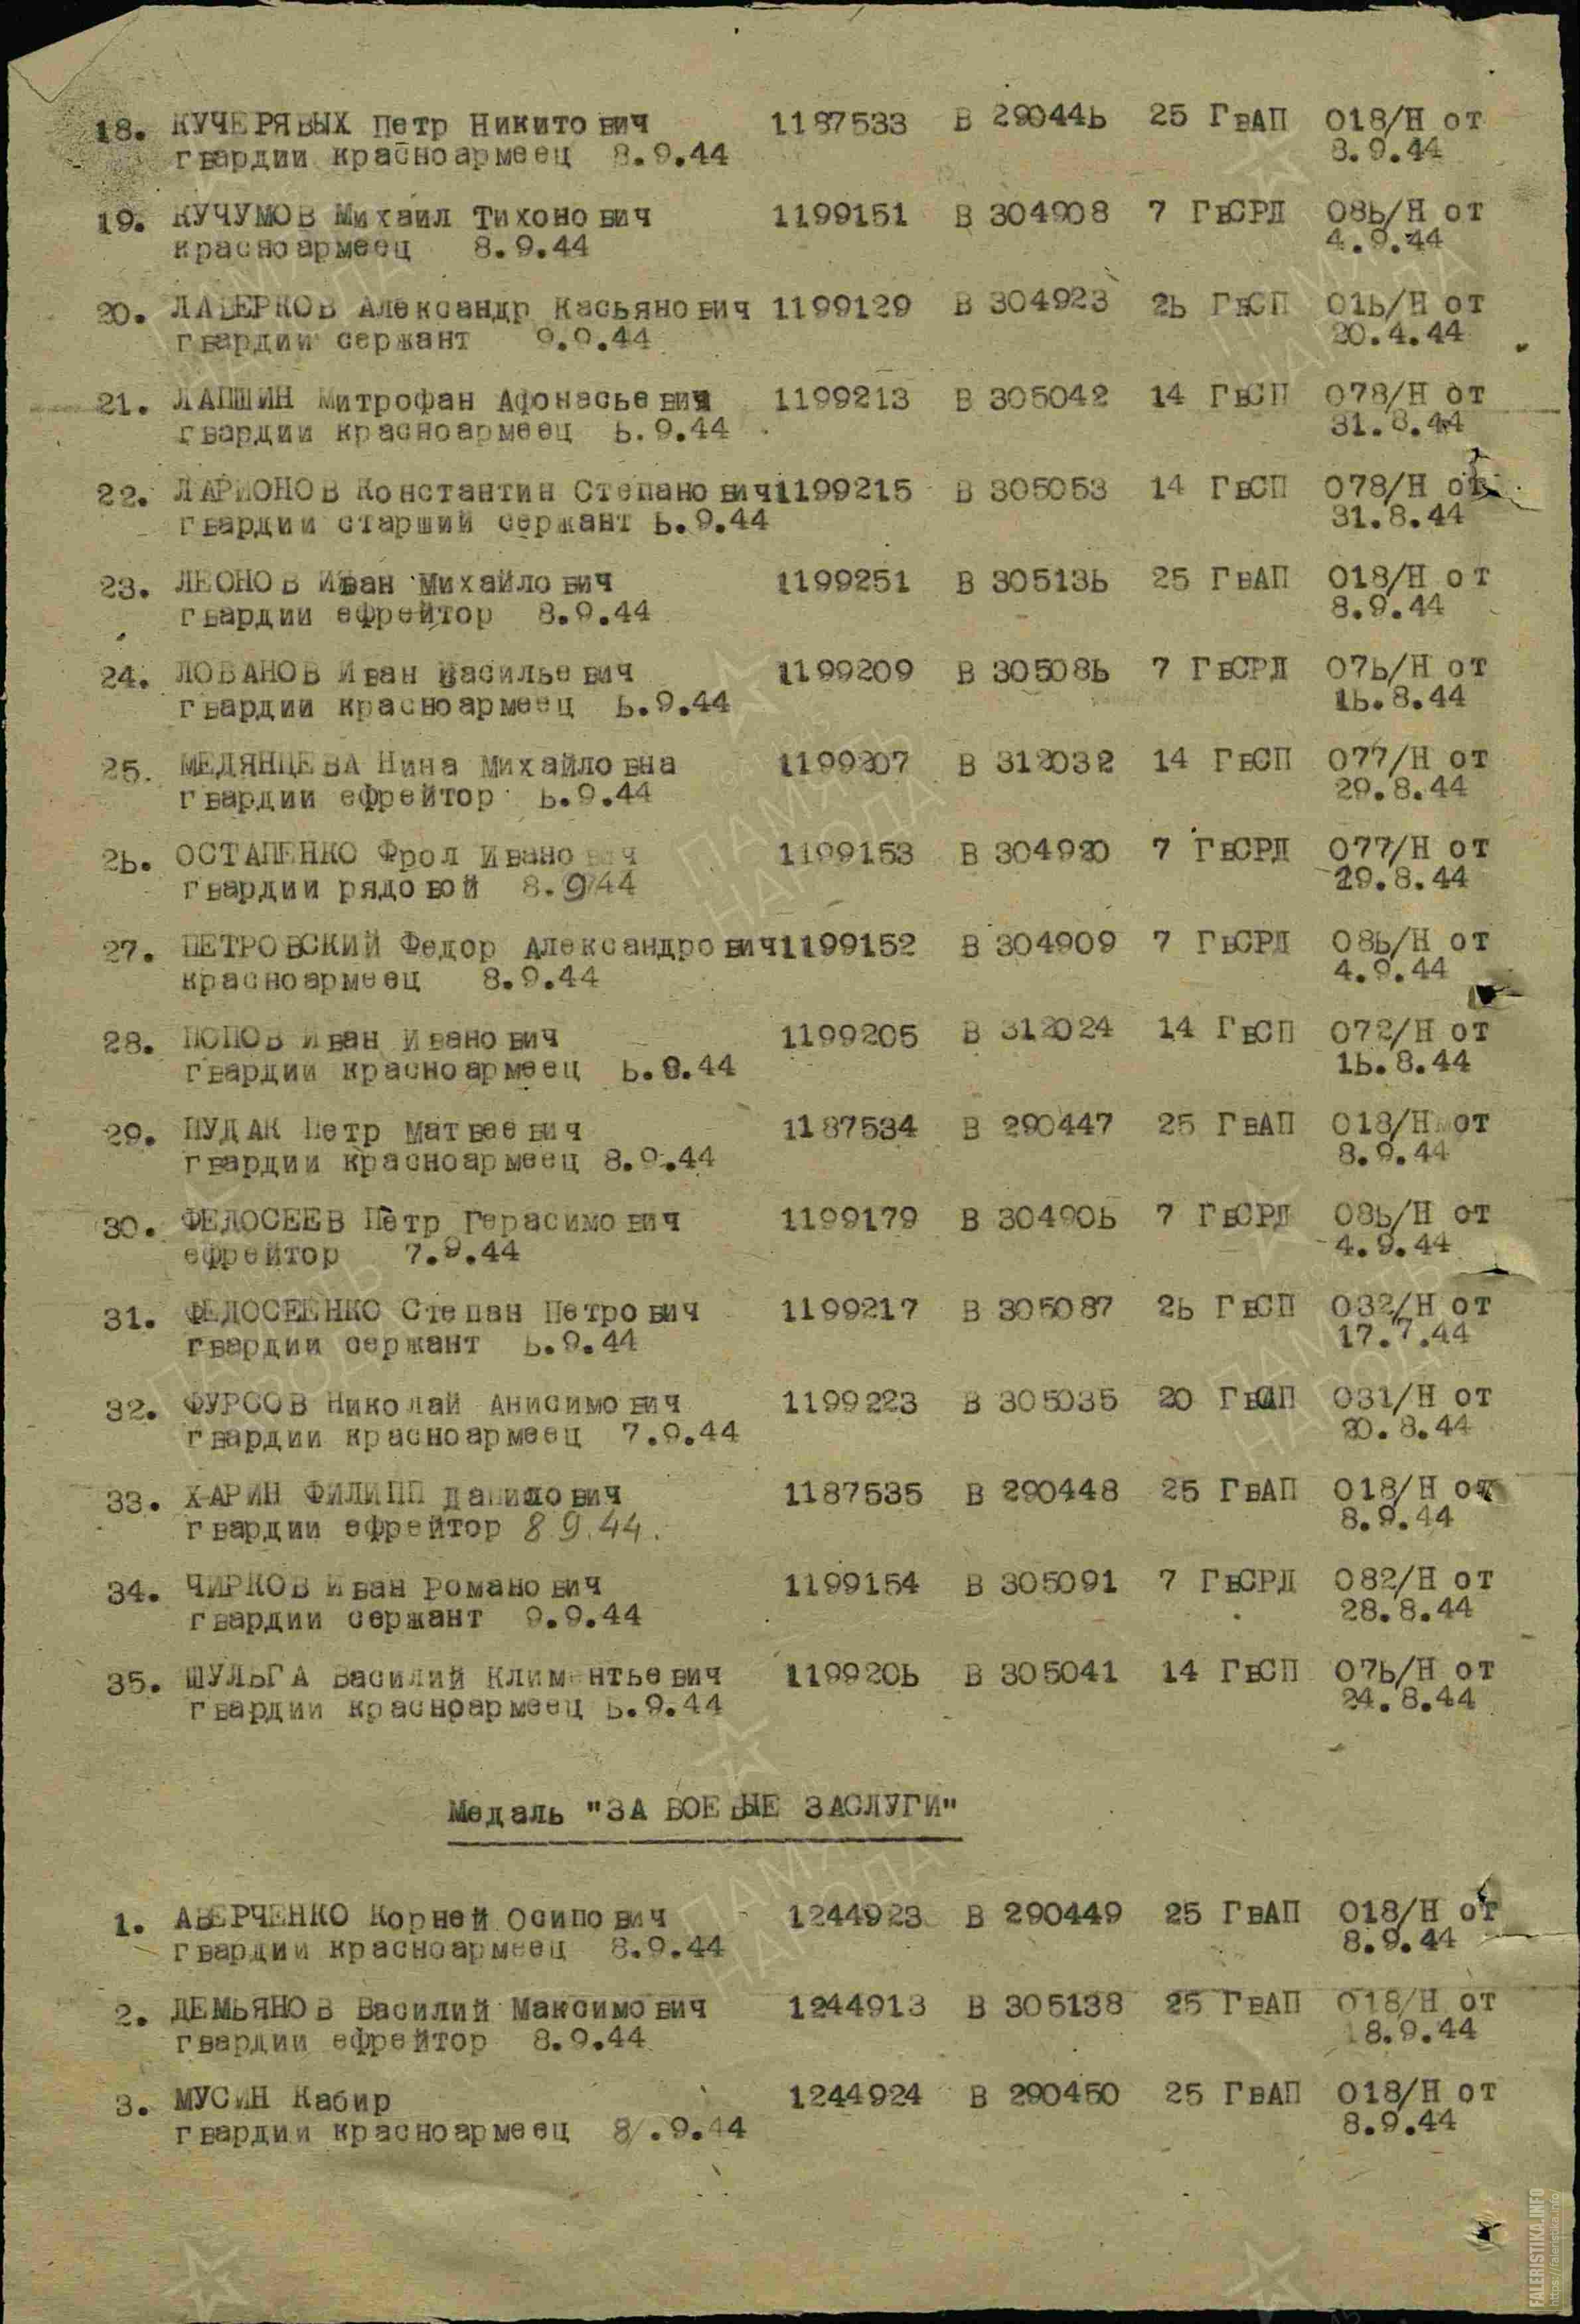 18. КУЧЕРЯВЫХ Петр Никитович 1187533 В 290446 25 ГвАП 018/Н от
гвардии красноармеец 8.9.44 8.9.44
19. КУЧУМОВ Михаил Тихонович 1199151 В 304908 7 ГвСРД 086/Н от
красноармеец 8.9.44 4.9.44
20. ЛАВЕРКОВ Александр Касьянович 1199129 В 304923 26 ГвСП 016/Н от
гвардии сержант 9.9.44 20.4.44
21. ЛАПШИН Митрофан Афонасьевич 1199213 В 305042 14 ГвСП 078/Н от
гвардии красноармеец 6.9.44 31.8.44
22. ЛАРИОНОВ Константин Степанович 1199215 В 305053 14 ГвСП 078/Н от
гвардии старший сержант 6.9.44 31.8.44
23. ЛЕОНОВ Иван Михайлович 1199251 В 305136 25 ГвАП 018/Н от
гвардии ефрейтор 8.9.44 8.9.44
24. ЛОБАНОВ Иван Васильевич 1199209 В 305086 7 ГвСРД 076/Н от
гвардии красноармеец 6.9.44 16.8.44
25. МЕДЯНЦЕВА Нина Михайловна 1199207 В 312032 14 ГвСП 077/Н от
гвардии ефрейтор 6.9.44 29.8.44
26. ОСТАПЕНКО Фрол Иванович 1199153 В 304920 7 ГвСРД 077/Н от
гвардии рядовой 8.9.44 29.8.44
27. ПЕТРОВСКИЙ Федор Александрович 1199152 В 304909 7 ГвСРД 086/Н от
красноармеец 8.9.44 4.9.44
28. ПОПОВ Иван Иванович 1199205 В 312024 14 ГвСП 072/Н от
гвардии красноармеец 6.9.44 16.8.44
29. ПУДАК Петр Матвеевич 1187534 В 290447 25 ГвАП 018/Н от
гвардии красноармеец 8.9.44 8.9.44
30. ФЕДОСЕЕВ Петр Герасимович 1199179 В 304906 7 ГвСРД 086/Н от
ефрейтор 7.9.44 4.9.44
31. ФЕДОСЕЕНКО Степан Петрович 1199217 В 305087 26 ГвСП 032/Н от
гвардии сержант 6.9.44 17.7.44
32. ФУРСОВ Николай Анисимович 1199223 В 305035 20 031/Н от
гвардии красноармеец 7.9.44 20.8.44
33. ХАРИН ФИЛИПП Данилович 1187535 В 290448 25 ГвАП 018/Н от
гвардии ефрейтор 8 9.44. 8.9.44
34. ЧИРКОВ Иван Романович 1199154 В 305091 7 ГвСРД 082/Н от
гвардии сержант 9.9.44 28.8.44
35. ШУЛЬГА Василий Климентьевич 1199206 В 305041 14 ГвСП 076/Н от
гвардии красноармеец 6.9.44 24.8.44
Медаль "ЗА БОЕВЫЕ ЗАСЛУГИ"
1. АВЕРЧЕНКО Корней Осипович 1244923 В 290449 25 ГвАП 018/Н от
гвардии красноармеец 8.9.44 8.9.44
2. ДЕМЬЯНОВ Василий Максимович 1244913 В 305138 25 ГвАП 018/Н от
гвардии ефрейтор 8.9.44 8.9.44
3. МУСИН Кабир 1244924 В 290450 25 ГвАП 018/Н от
гвардии красноармеец 8.9.44 8.9.44
ПАМЯТЬ
НАРОДА
FALERISTIKA.INFO
https://faleristika.info/